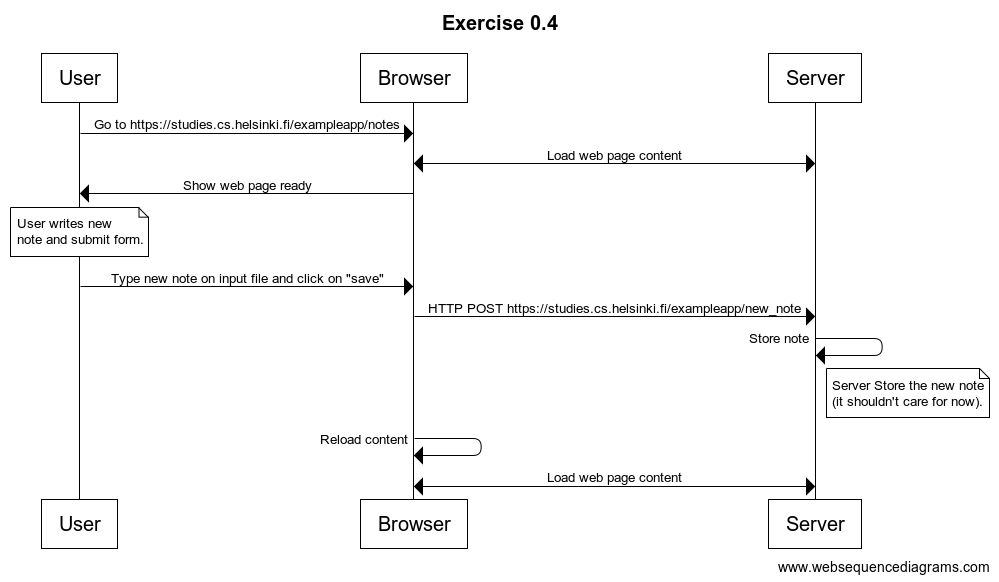 Exercise 0.4
User
Browser
Server
Go to https://studies.cs.helsinki.fi/exampleapp/notes
Load web page content
Show web page ready
User writes new
note and submit form.
Type new note on input file and click on "save"
HTTP POST https://studies.cs.helsinki.fi/exampleapp/new_note
Store note
Server Store the new note
(it shouldn't care for now).
Reload content
Load web page content
User
Browser
Server
www.websequencediagrams.com